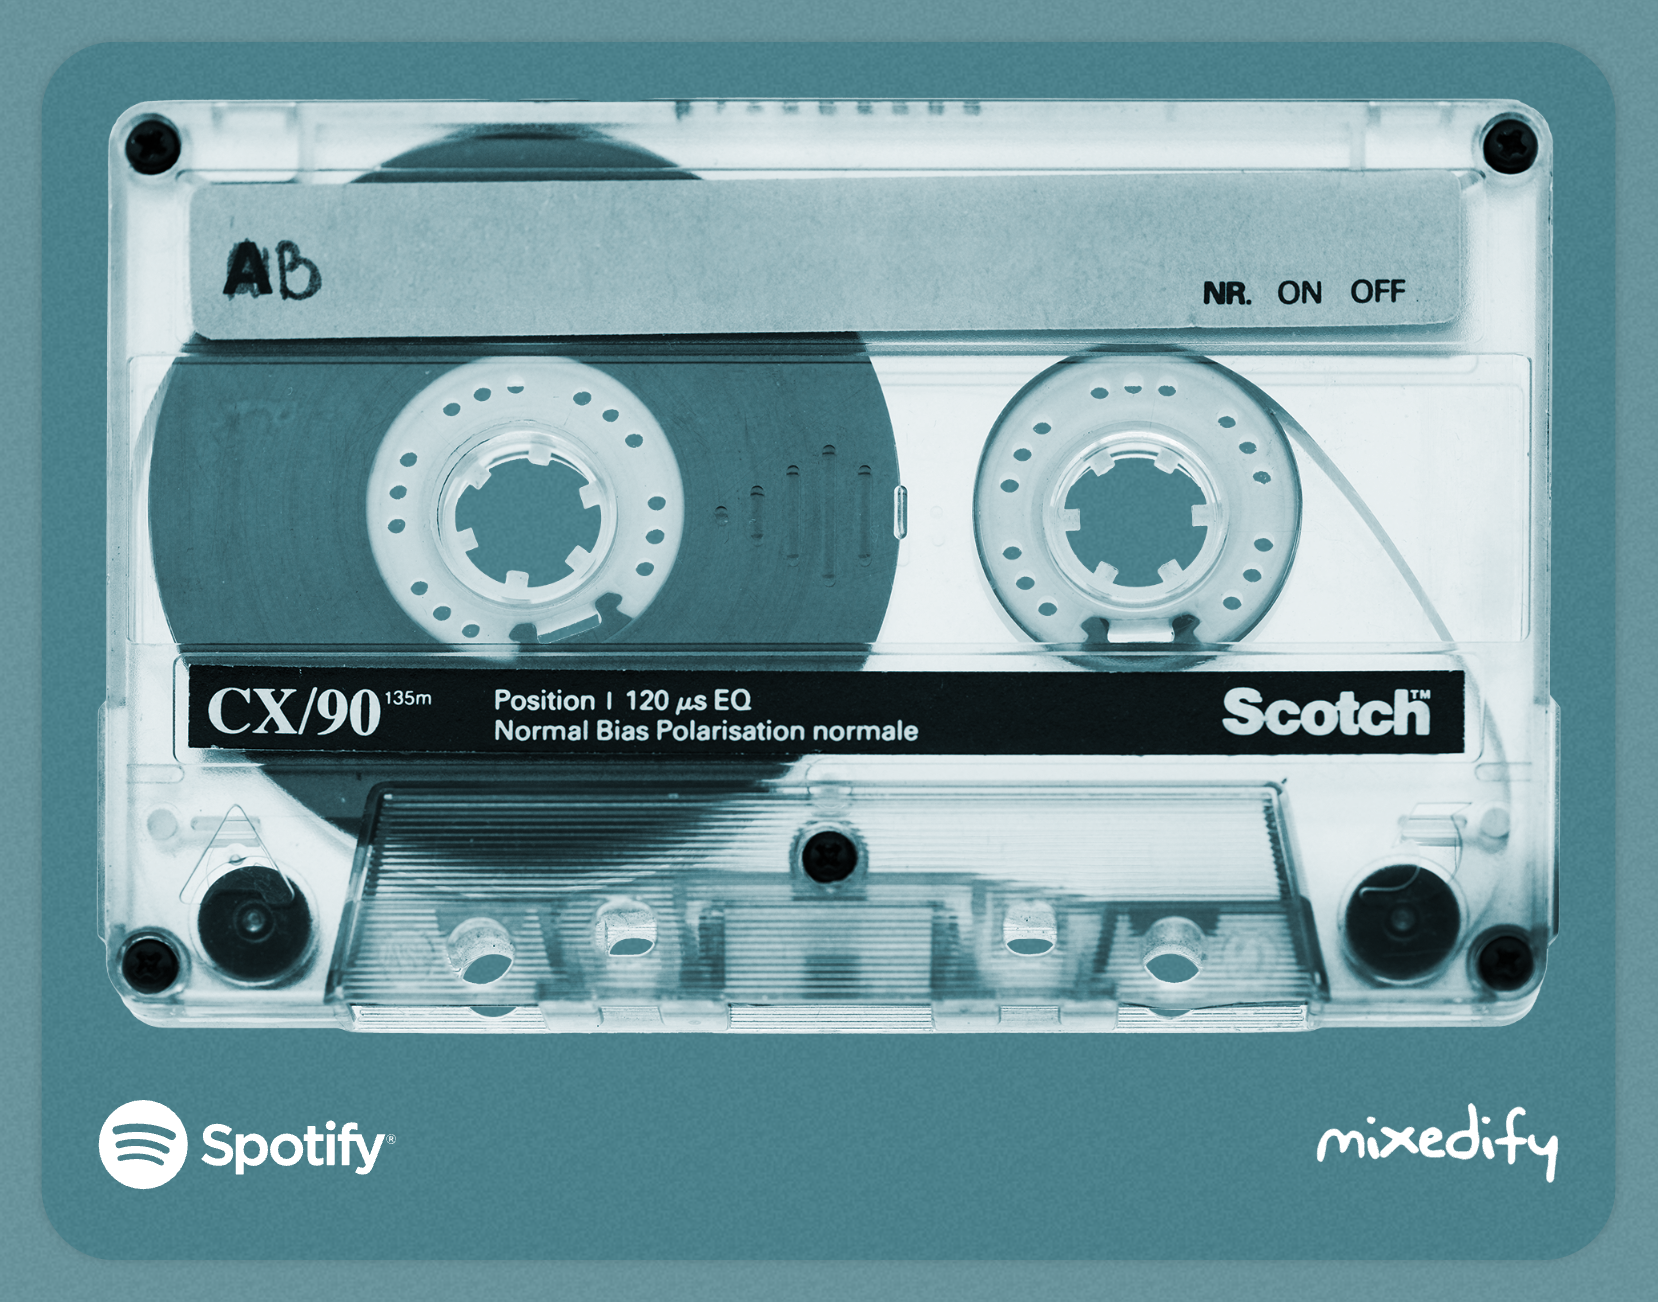 AB
NR. ON OFF
CX/90 135m
Position I 120 µs EQ
Normal Bias Polarisation normale
Scotch™
Spotify®
mixedify